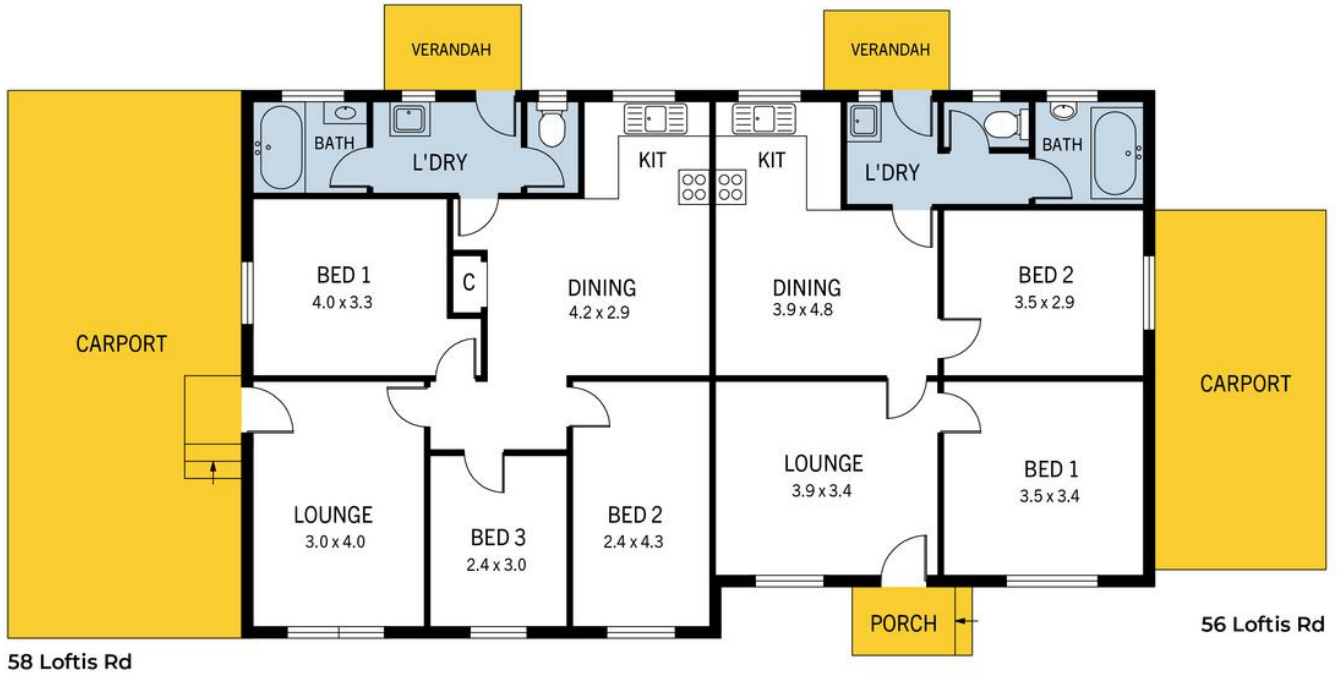 VERANDAH
VERANDAH
BATH
L'DRY
KIT
KIT
L'DRY
BATH
BED 1
4.0 x 3.3
C
DINING
4.2 x 2.9
DINING
3.9 x 4.8
BED 2
3.5 x 2.9
CARPORT
CARPORT
LOUNGE
3.0 x 4.0
BED 3
2.4 x 3.0
BED 2
2.4 x 4.3
LOUNGE
3.9 x 3.4
BED 1
3.5 x 3.4
PORCH
56 Loftis Rd
58 Loftis Rd